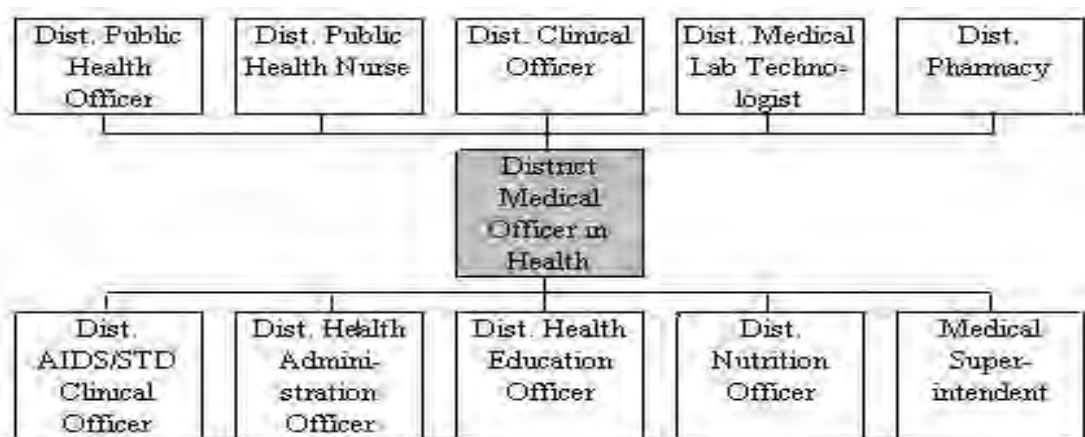 Dist. Public
Health
Officer
Dist. Public
Health Nurse
Dist. Clinical
Officer
Dist. Medical
Lab Techno-
logist
Dist.
Pharmacy
District
Medical
Officer in
Health
Dist.
AIDS/STD
Clinical
Officer
Dist. Health
Admini-
stration
Officer
Dist. Health
Education
Officer
Dist.
Nutrition
Officer
Medical
Super-
intendent